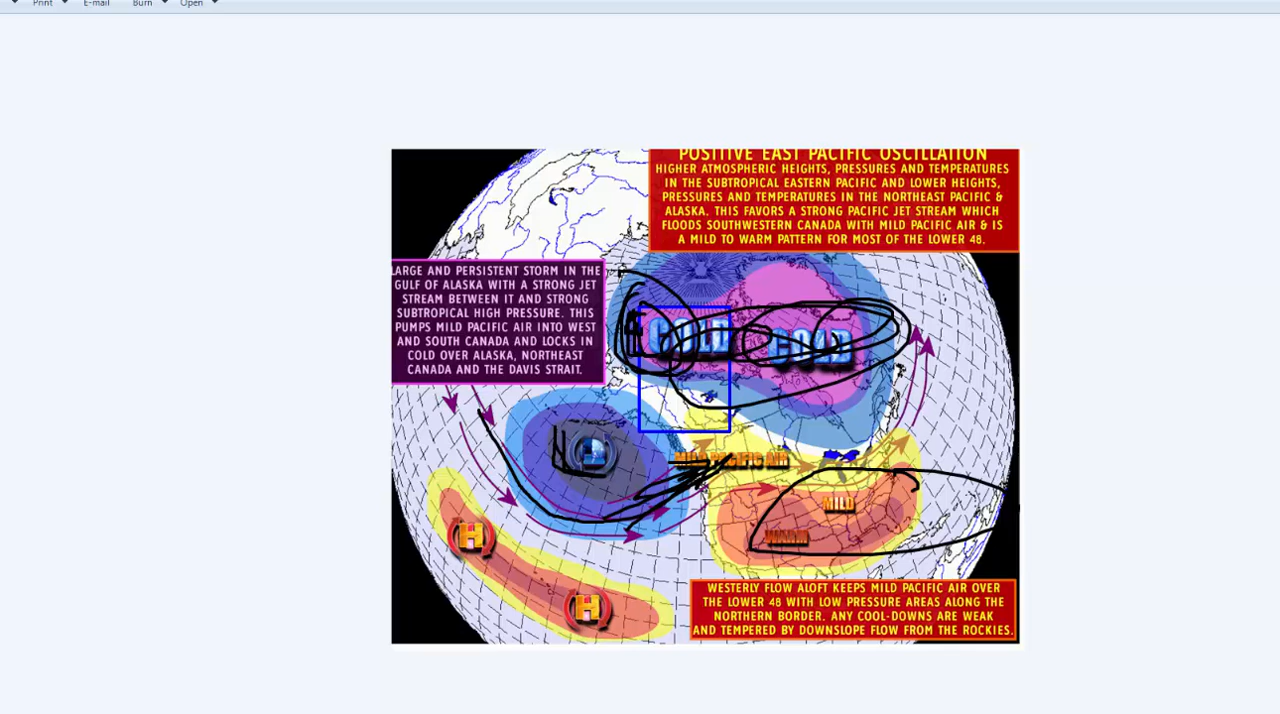 Print
E-mail
Burn
Open
POSITIVE EAST PACIFIC OSCILLATION
HIGHER ATMOSPHERIC HEIGHTS, PRESSURES AND TEMPERATURES
IN THE SUBTROPICAL EASTERN PACIFIC AND LOWER HEIGHTS,
PRESSURES AND TEMPERATURES IN THE NORTHEAST PACIFIC &
ALASKA. THIS FAVORS A STRONG PACIFIC JET STREAM WHICH
FLOODS SOUTHWESTERN CANADA WITH MILD PACIFIC AIR & IS
A MILD TO WARM PATTERN FOR MOST OF THE LOWER 48.
LARGE AND PERSISTENT STORM IN THE
GULF OF ALASKA WITH A STRONG JET
STREAM BETWEEN IT AND STRONG
SUBTROPICAL HIGH PRESSURE. THIS
PUMPS MILD PACIFIC AIR INTO WEST
AND SOUTH CANADA AND LOCKS IN
COLD OVER ALASKA, NORTHEAST
CANADA AND THE DAVIS STRAIT.
COLD
COLD
MILD PACIFIC AIR
MILD
WARM
H
H
WESTERLY FLOW ALOFT KEEPS MILD PACIFIC AIR OVER
THE LOWER 48 WITH LOW PRESSURE AREAS ALONG THE
NORTHERN BORDER. ANY COOL-DOWNS ARE WEAK
AND TEMPERED BY DOWNSLOPE FLOW FROM THE ROCKIES.